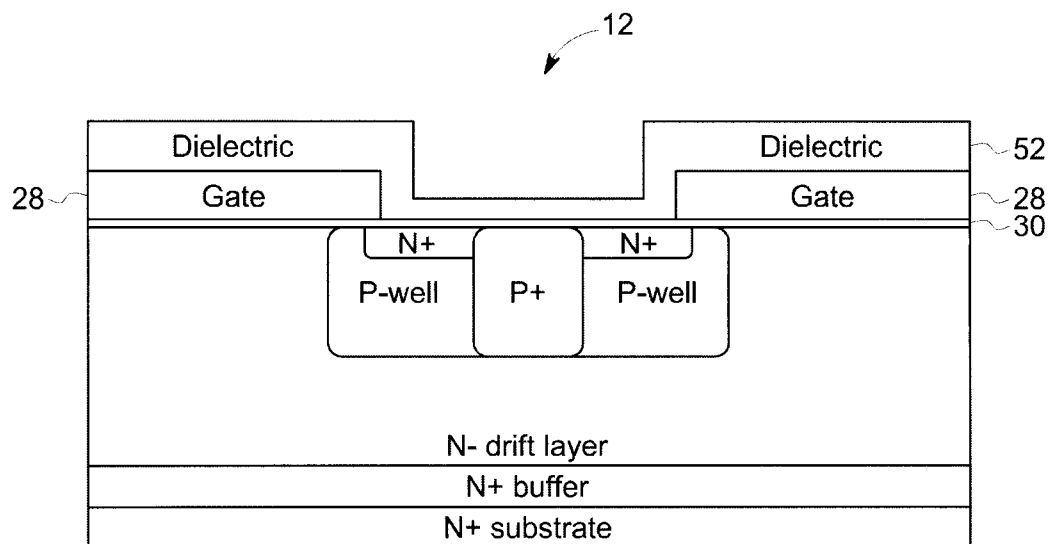 12
Dielectric Dielectric 52
28 Gate Gate 28
30
N+ N+
P-well P+ P-well
N- drift layer
N+ buffer
N+ substrate